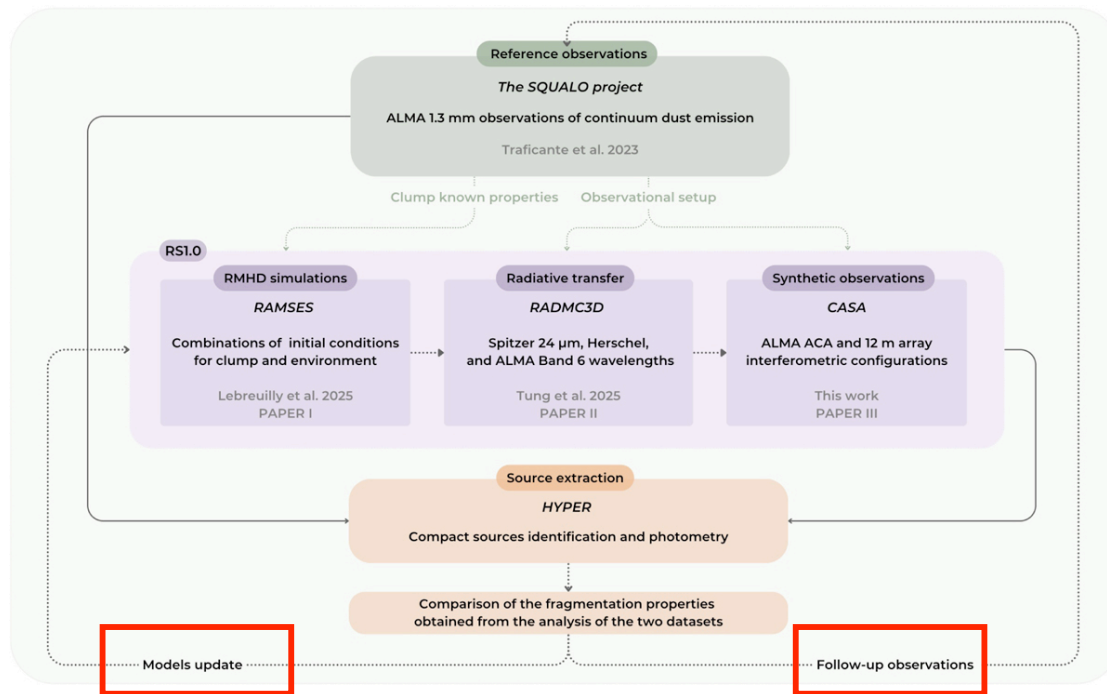 Reference observations
The SQUALO project
ALMA 1.3 mm observations of continuum dust emission
Traficante et al. 2023
Clump known properties
Observational setup
RS1.0
RMHD simulations
RAMSES
Combinations of initial conditions
for clump and environment
Lebreuilly et al. 2025
PAPER I
Radiative transfer
RADMC3D
Spitzer 24 µm, Herschel,
and ALMA Band 6 wavelengths
Tung et al. 2025
PAPER II
Synthetic observations
CASA
ALMA ACA and 12 m array
interferometric configurations
This work
PAPER III
Source extraction
HYPER
Compact sources identification and photometry
Comparison of the fragmentation properties
obtained from the analysis of the two datasets
Models update
Follow-up observations